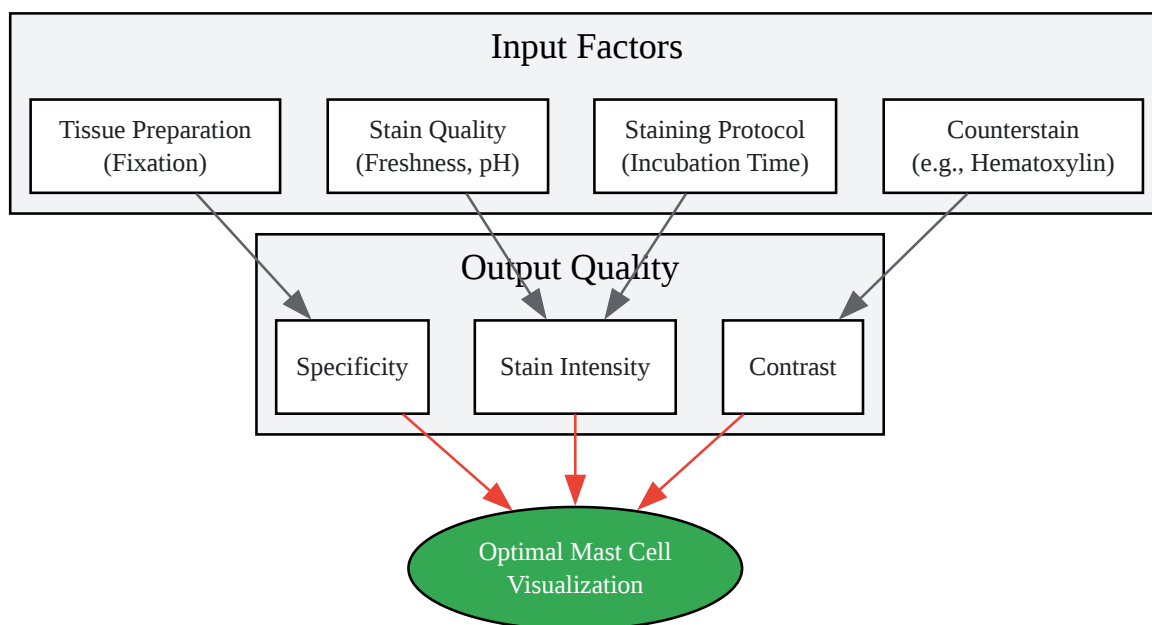 Input Factors
Tissue Preparation
(Fixation)
Stain Quality
(Freshness, pH)
Staining Protocol
(Incubation Time)
Counterstain
(e.g., Hematoxylin)
Output Quality
Specificity
Stain Intensity
Contrast
Optimal Mast Cell
Visualization